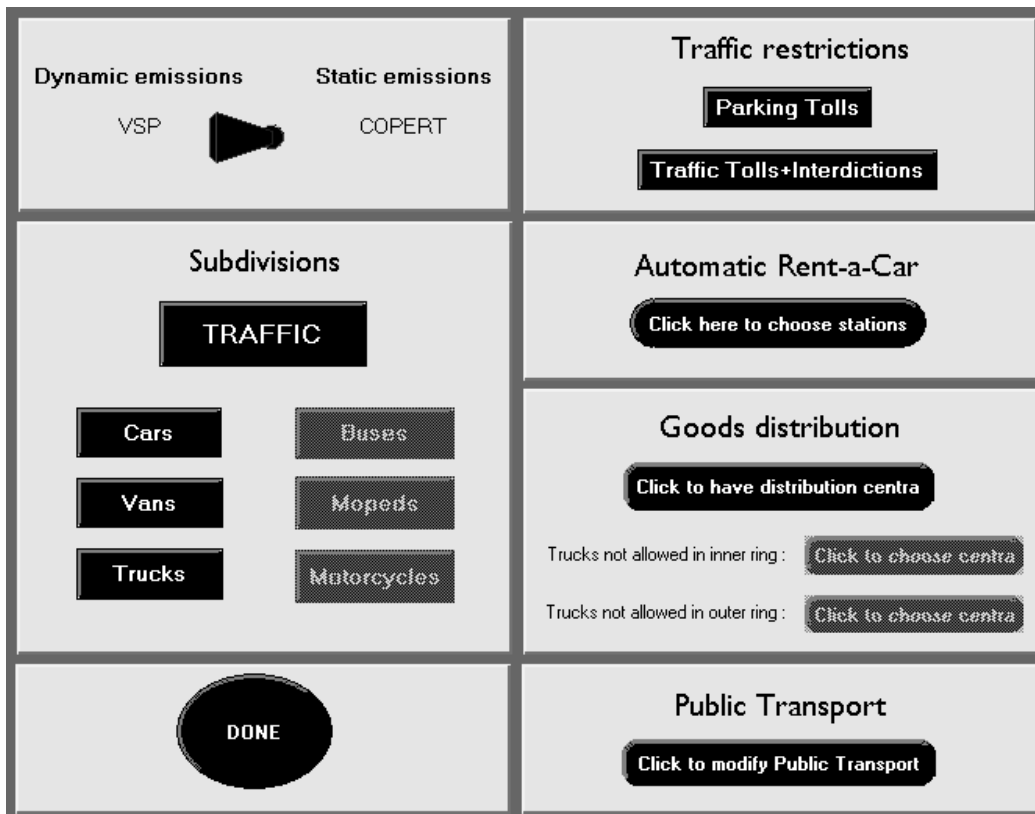 Dynamic emissions
Static emissions
VSP
COPERT
Subdivisions
TRAFFIC
Cars
Buses
Vans
Mopeds
Trucks
Motorcycles
DONE
Traffic restrictions
Parking Tolls
Traffic Tolls+Interdictions
Automatic Rent-a-Car
Click here to choose stations
Goods distribution
Click to have distribution centra
Trucks not allowed in inner ring : Click to choose centra
Trucks not allowed in outer ring : Click to choose centra
Public Transport
Click to modify Public Transport